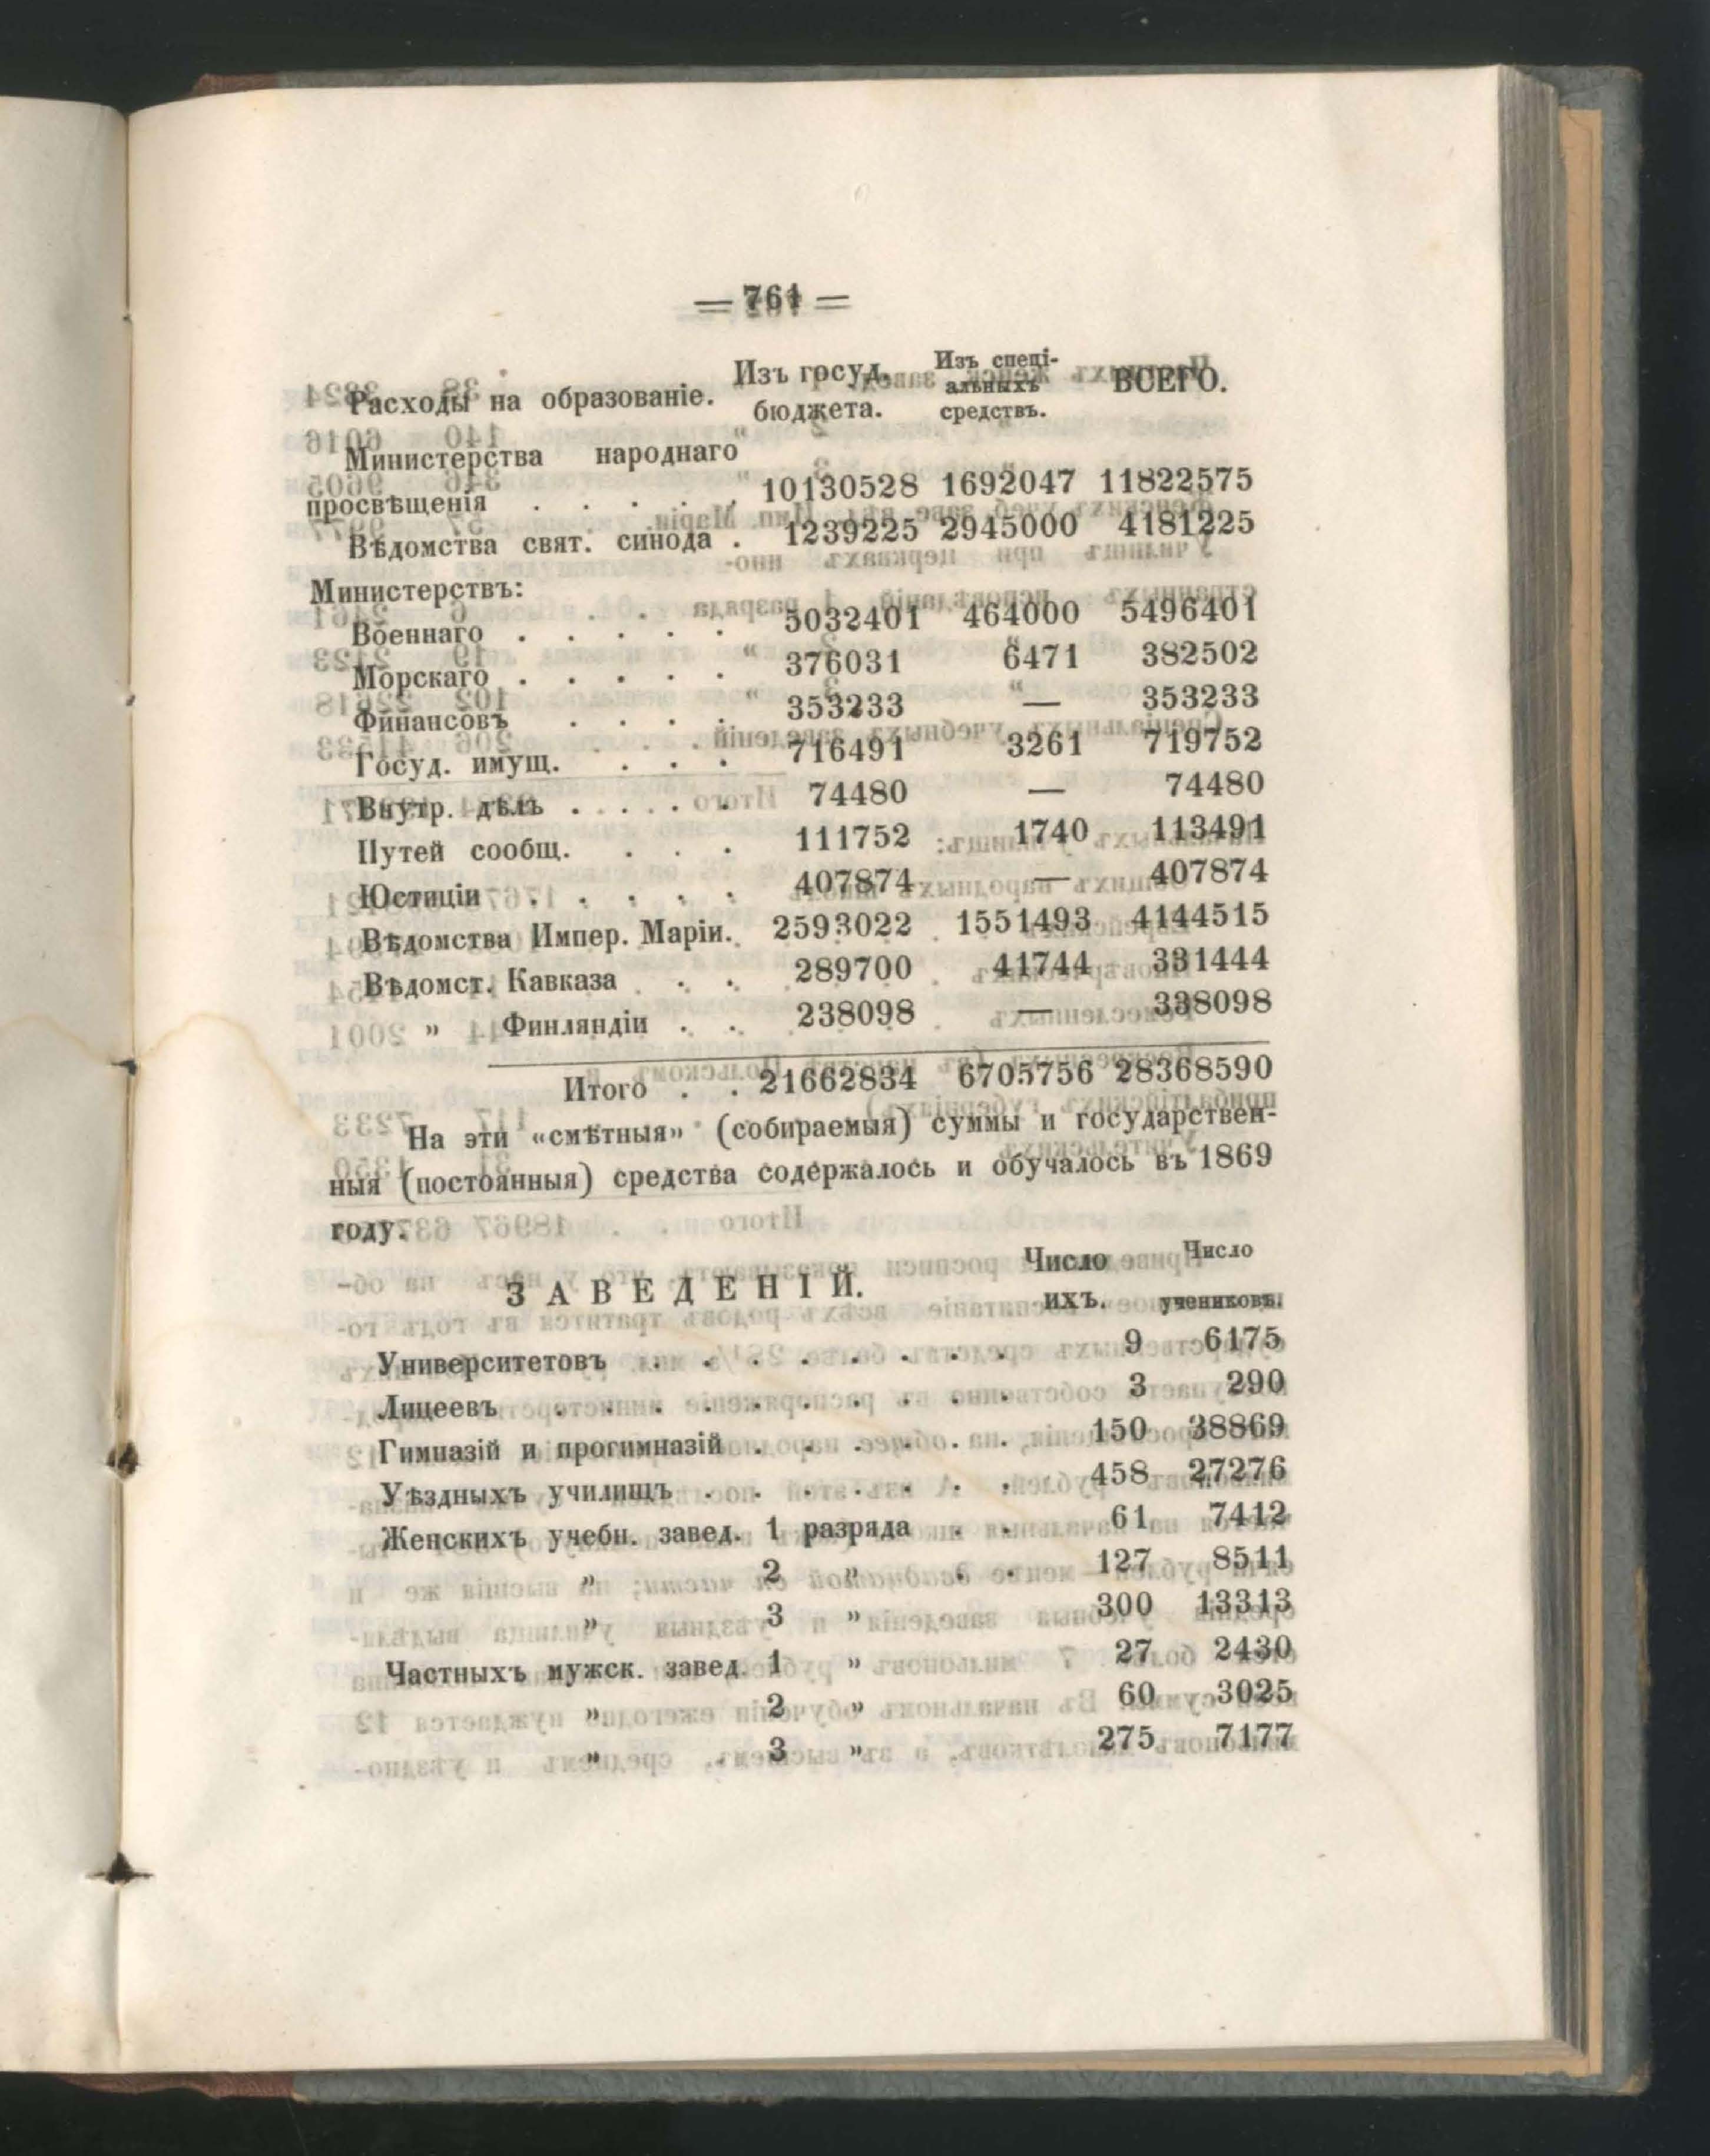 — 761 —
Расходы на образованіе. Изъ госуд. бюджета. Изъ спеці-альныхъ средствъ. ВСЕГО.
Министерства народнаго
просвѣщенія . . . . . 10130528 1692047 11822575
Вѣдомства свят. синода . 1239225 2945000 4181225
Министерствъ:
Военнаго . . . . . 5032401 464000 5496401
Морскаго . . . . . 376031 6471 382502
Финансовъ . . . . 353233 — 353233
Госуд. имущ. . . . 716491 3261 719752
Внутр. дѣлъ . . . . 74480 — 74480
Путей сообщ. . . . 111752 1740 113491
Юстиціи . . . . . 407874 — 407874
Вѣдомства Импер. Маріи. 2593022 1551493 4144515
Вѣдомст. Кавказа . . 289700 41744 331444
„ Финляндіи . . 238098 — 338098
Итого . . 21662834 6705756 28368590
На эти «смѣтныя» (собираемыя) суммы и государствен-
ныя (постоянныя) средства содержалось и обучалось въ 1869
году.
ЗАВЕДЕНІЙ. Число ихъ. Число учениковъ.
Университетовъ . . . . . . . . 9 6175
Лицеевъ . . . . . . . . . . 3 290
Гимназій и прогимназій . . . . . . 150 38869
Уѣздныхъ училищъ . . . . . . . 458 27276
Женскихъ учебн. завед. 1 разряда . . 61 7412
„ 2 „ . . 127 8511
„ 3 „ 300 13313
Частныхъ мужск. завед. 1 „ 27 2430
„ 2 „ 60 3025
„ 3 „ 275 7177